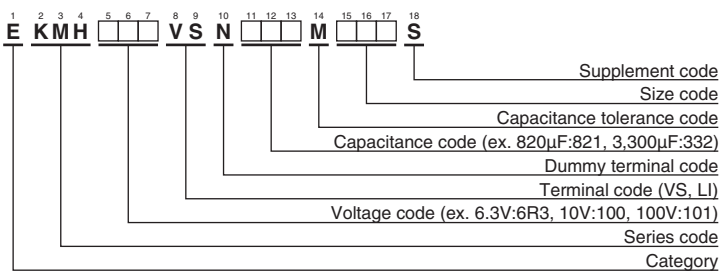 1 2 3 4 5 6 7 8 9 10 11 12 13 14 15 16 17 18
E KMH VS N M S
Supplement code
Size code
Capacitance tolerance code
Capacitance code (ex. 820μF:821, 3,300μF:332)
Dummy terminal code
Terminal code (VS, LI)
Voltage code (ex. 6.3V:6R3, 10V:100, 100V:101)
Series code
Category